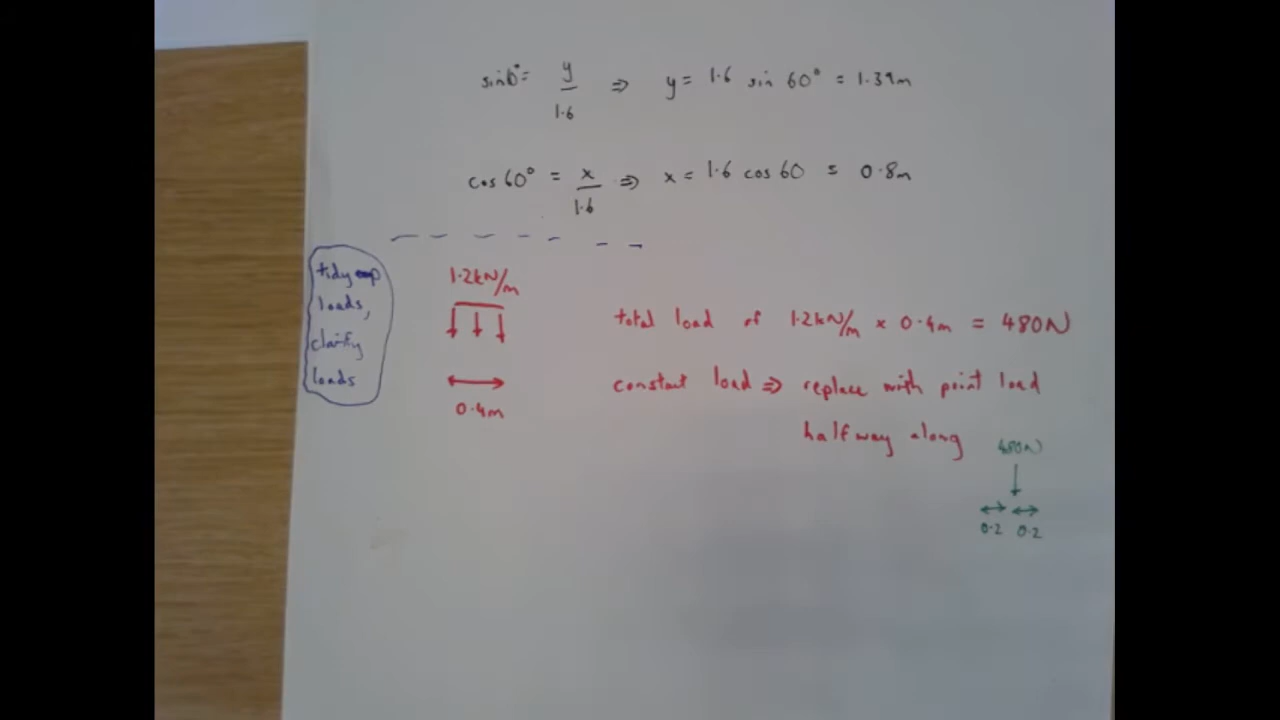 sin60° = y/1.6 ⇒ y = 1.6 sin 60° = 1.39m
cos 60° = x/1.6 ⇒ x = 1.6 cos 60 = 0.8m
tidy up
loads,
clarify
loads
1.2kN/m
0.4m
total load of 1.2kN/m × 0.4m = 480N
constant load ⇒ replace with point load
halfway along
480N
0.2 0.2